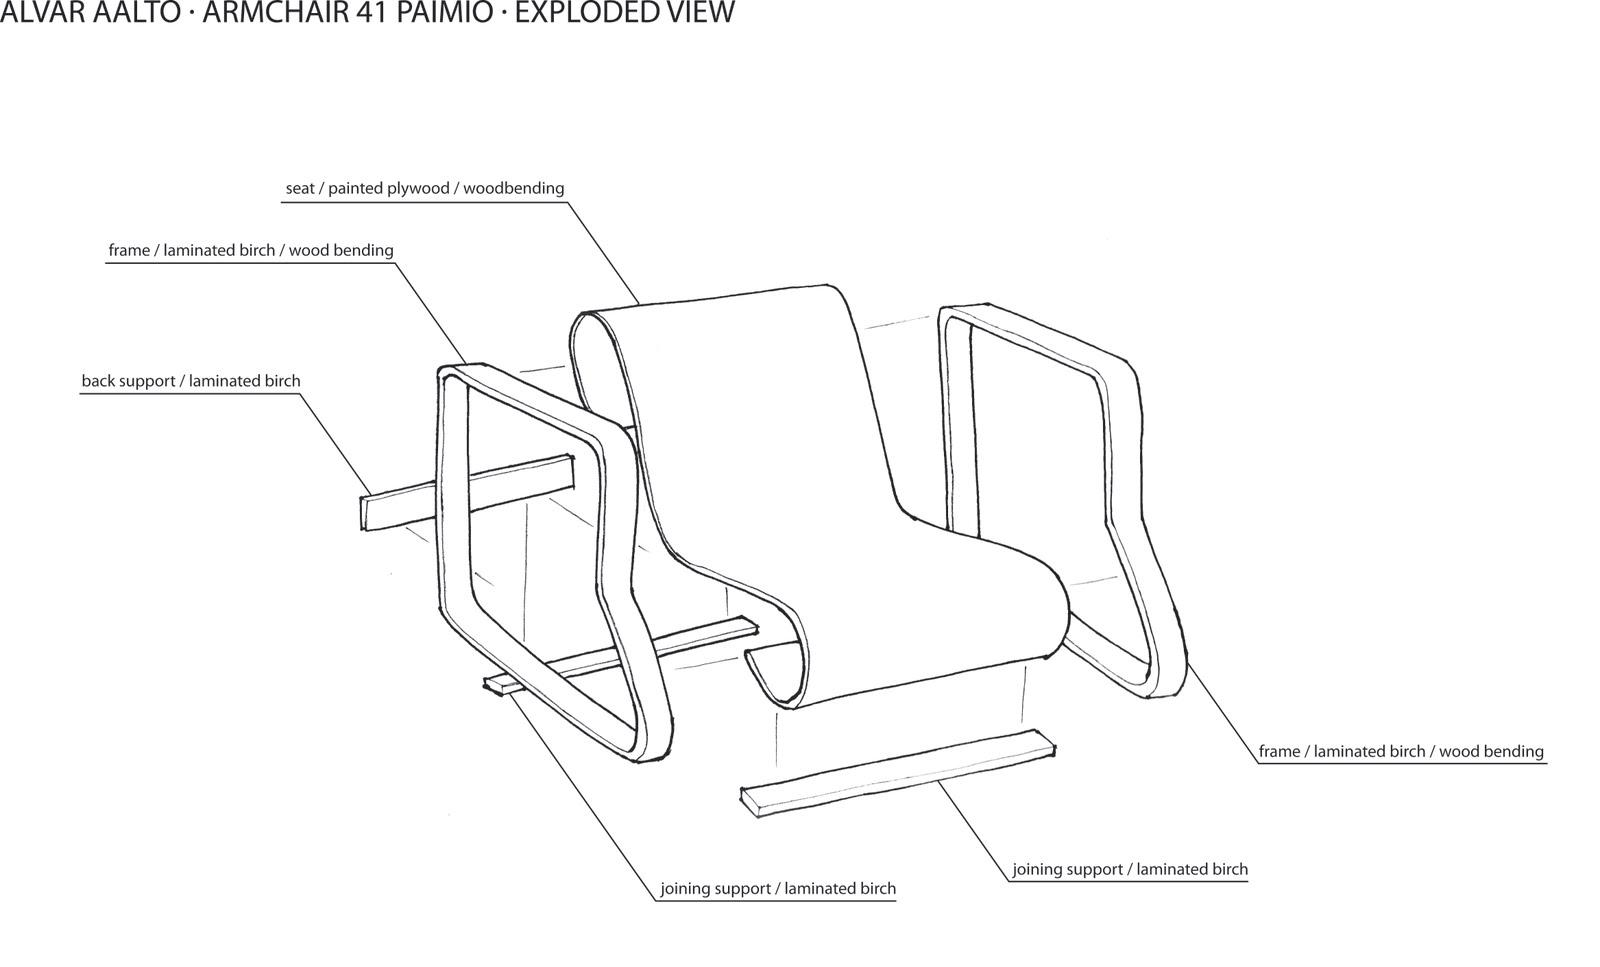 ALVAR AALTO · ARMCHAIR 41 PAIMIO · EXPLODED VIEW
seat / painted plywood / woodbending
frame / laminated birch / wood bending
back support / laminated birch
frame / laminated birch / wood bending
joining support / laminated birch
joining support / laminated birch